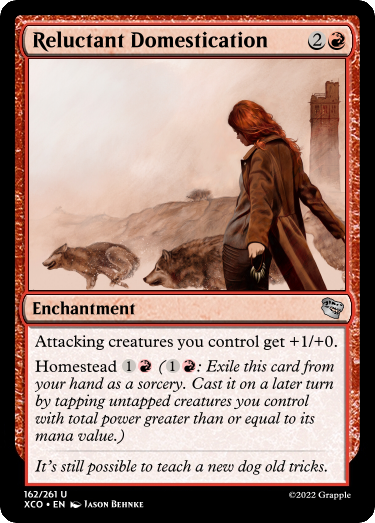 Reluctant Domestication 2
Enchantment
Attacking creatures you control get +1/+0.
Homestead 1 (1: Exile this card from
your hand as a sorcery. Cast it on a later turn
by tapping untapped creatures you control
with total power greater than or equal to its
mana value.)
It's still possible to teach a new dog old tricks.
162/261 U
XCO • EN Jason Behnke
©2022 Grapple